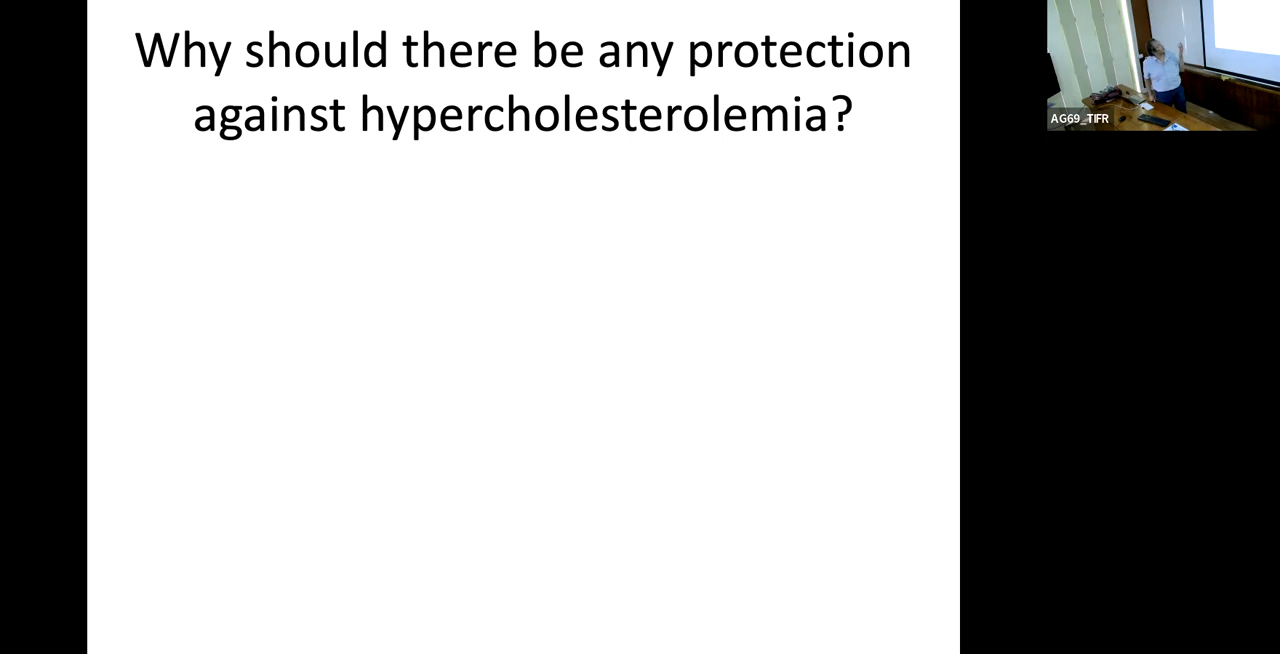 Why should there be any protection
against hypercholesterolemia?
AG69_TIFR